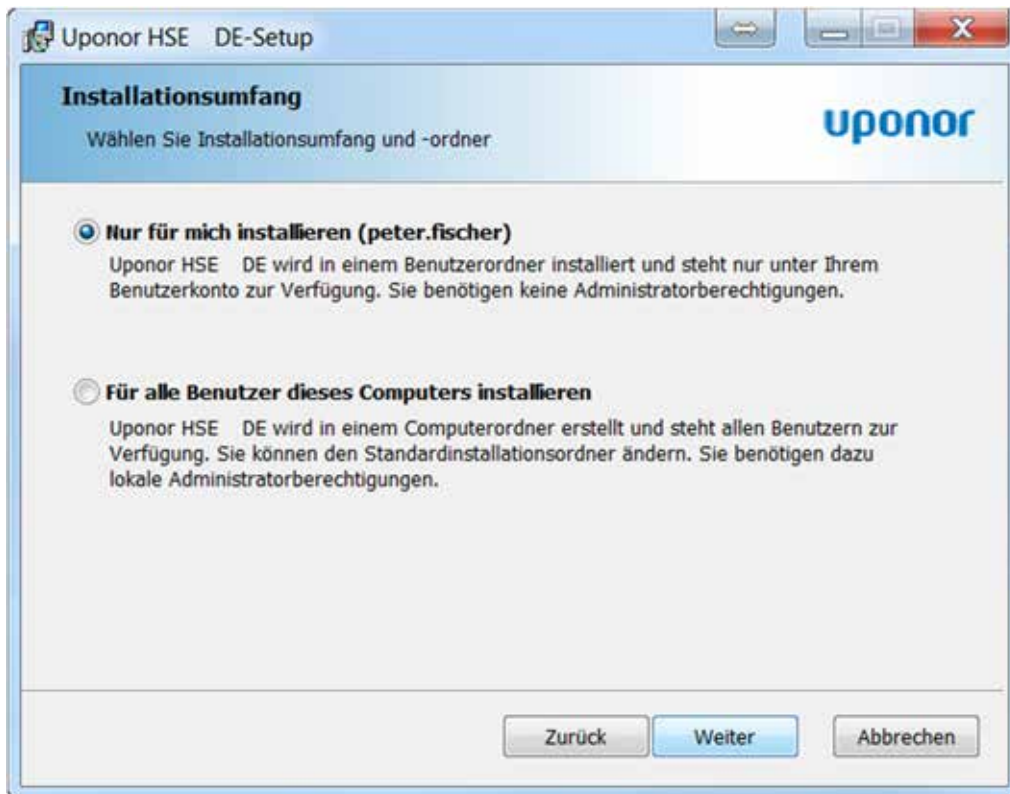 Uponor HSE DE-Setup
Installationsumfang
Wählen Sie Installationsumfang und -ordner
uponor
Nur für mich installieren (peter.fischer)
Uponor HSE DE wird in einem Benutzerordner installiert und steht nur unter Ihrem
Benutzerkonto zur Verfügung. Sie benötigen keine Administratorberechtigungen.
Für alle Benutzer dieses Computers installieren
Uponor HSE DE wird in einem Computerordner erstellt und steht allen Benutzern zur
Verfügung. Sie können den Standardinstallationsordner ändern. Sie benötigen dazu
lokale Administratorberechtigungen.
Zurück Weiter Abbrechen